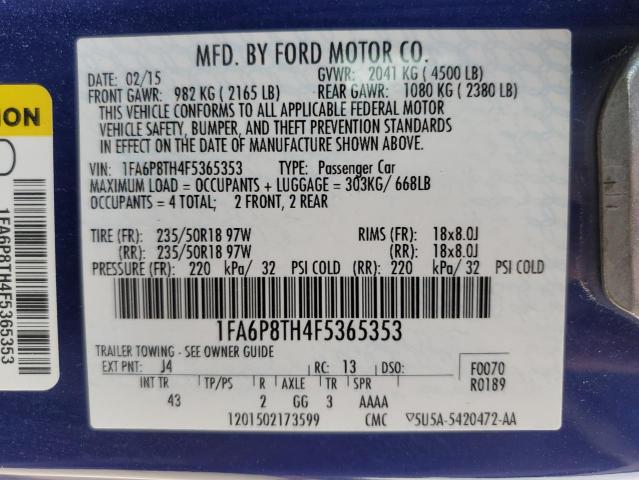 MFD. BY FORD MOTOR CO.
DATE: 02/15 GVWR: 2041 KG ( 4500 LB)
FRONT GAWR: 982 KG ( 2165 LB) REAR GAWR: 1080 KG ( 2380 LB)
THIS VEHICLE CONFORMS TO ALL APPLICABLE FEDERAL MOTOR
VEHICLE SAFETY, BUMPER, AND THEFT PREVENTION STANDARDS
IN EFFECT ON THE DATE OF MANUFACTURE SHOWN ABOVE.
VIN: 1FA6P8TH4F5365353 TYPE: Passenger Car
MAXIMUM LOAD = OCCUPANTS + LUGGAGE = 303KG/ 668LB
OCCUPANTS = 4 TOTAL; 2 FRONT, 2 REAR
TIRE (FR): 235/50R18 97W RIMS (FR): 18x8.0J
(RR): 235/50R18 97W (RR): 18x8.0J
PRESSURE (FR): 220 kPa/ 32 PSI COLD (RR): 220 kPa/ 32 PSI COLD
1FA6P8TH4F5365353
TRAILER TOWING - SEE OWNER GUIDE
EXT PNT: J4 RC: 13 DSO: F0070
R0189
INT TR TP/PS R AXLE TR SPR
43 2 GG 3 AAAA
1201502173599 CMC 5U5A-5420472-AA
ION
1FA6P8TH4F5365353